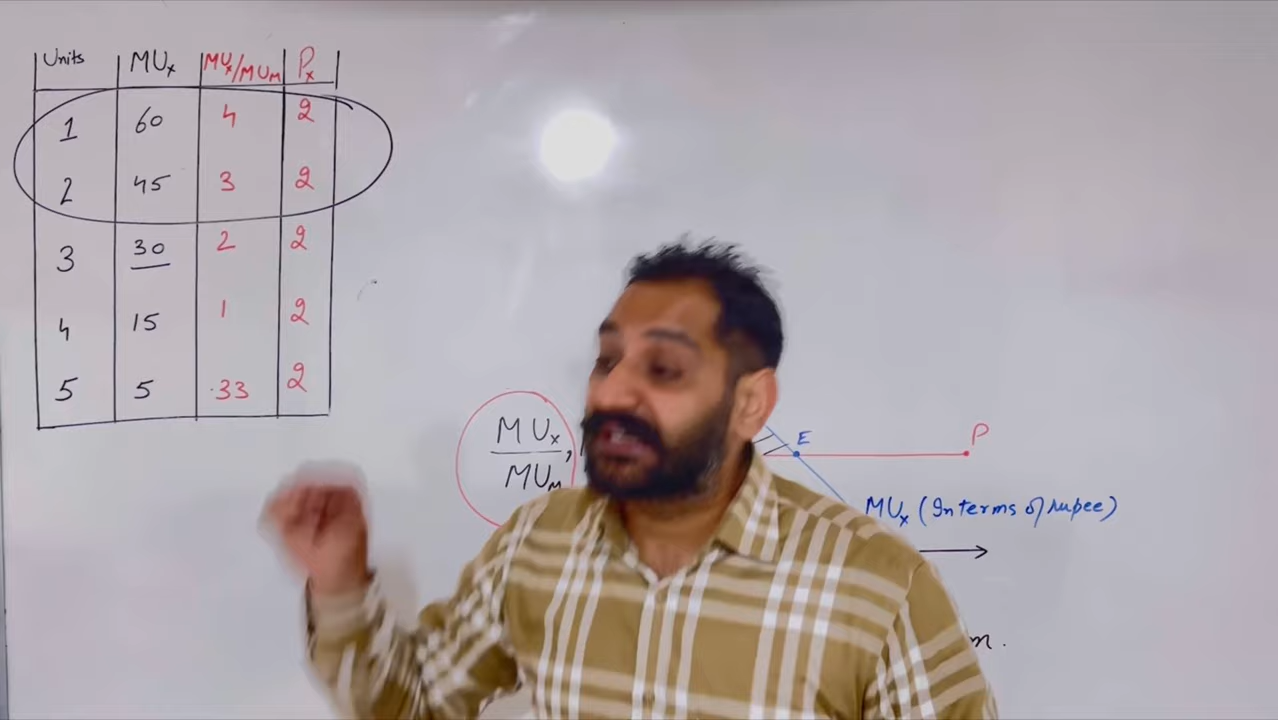 Units MUx MUx/MUM Px
1 60 4 2
2 45 3 2
3 30 2 2
4 15 1 2
5 5 .33 2
MUx
MUM
,
E
P
MUx (In terms of rupee)